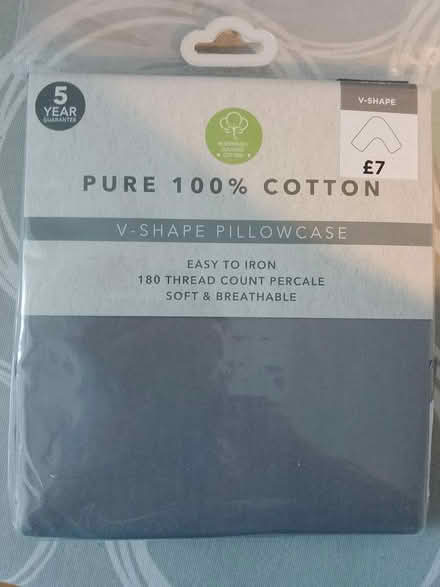 5
YEAR
GUARANTEE
V-SHAPE
£7
COTTON
PURE 100% COTTON
V-SHAPE PILLOWCASE
EASY TO IRON
180 THREAD COUNT PERCALE
SOFT & BREATHABLE